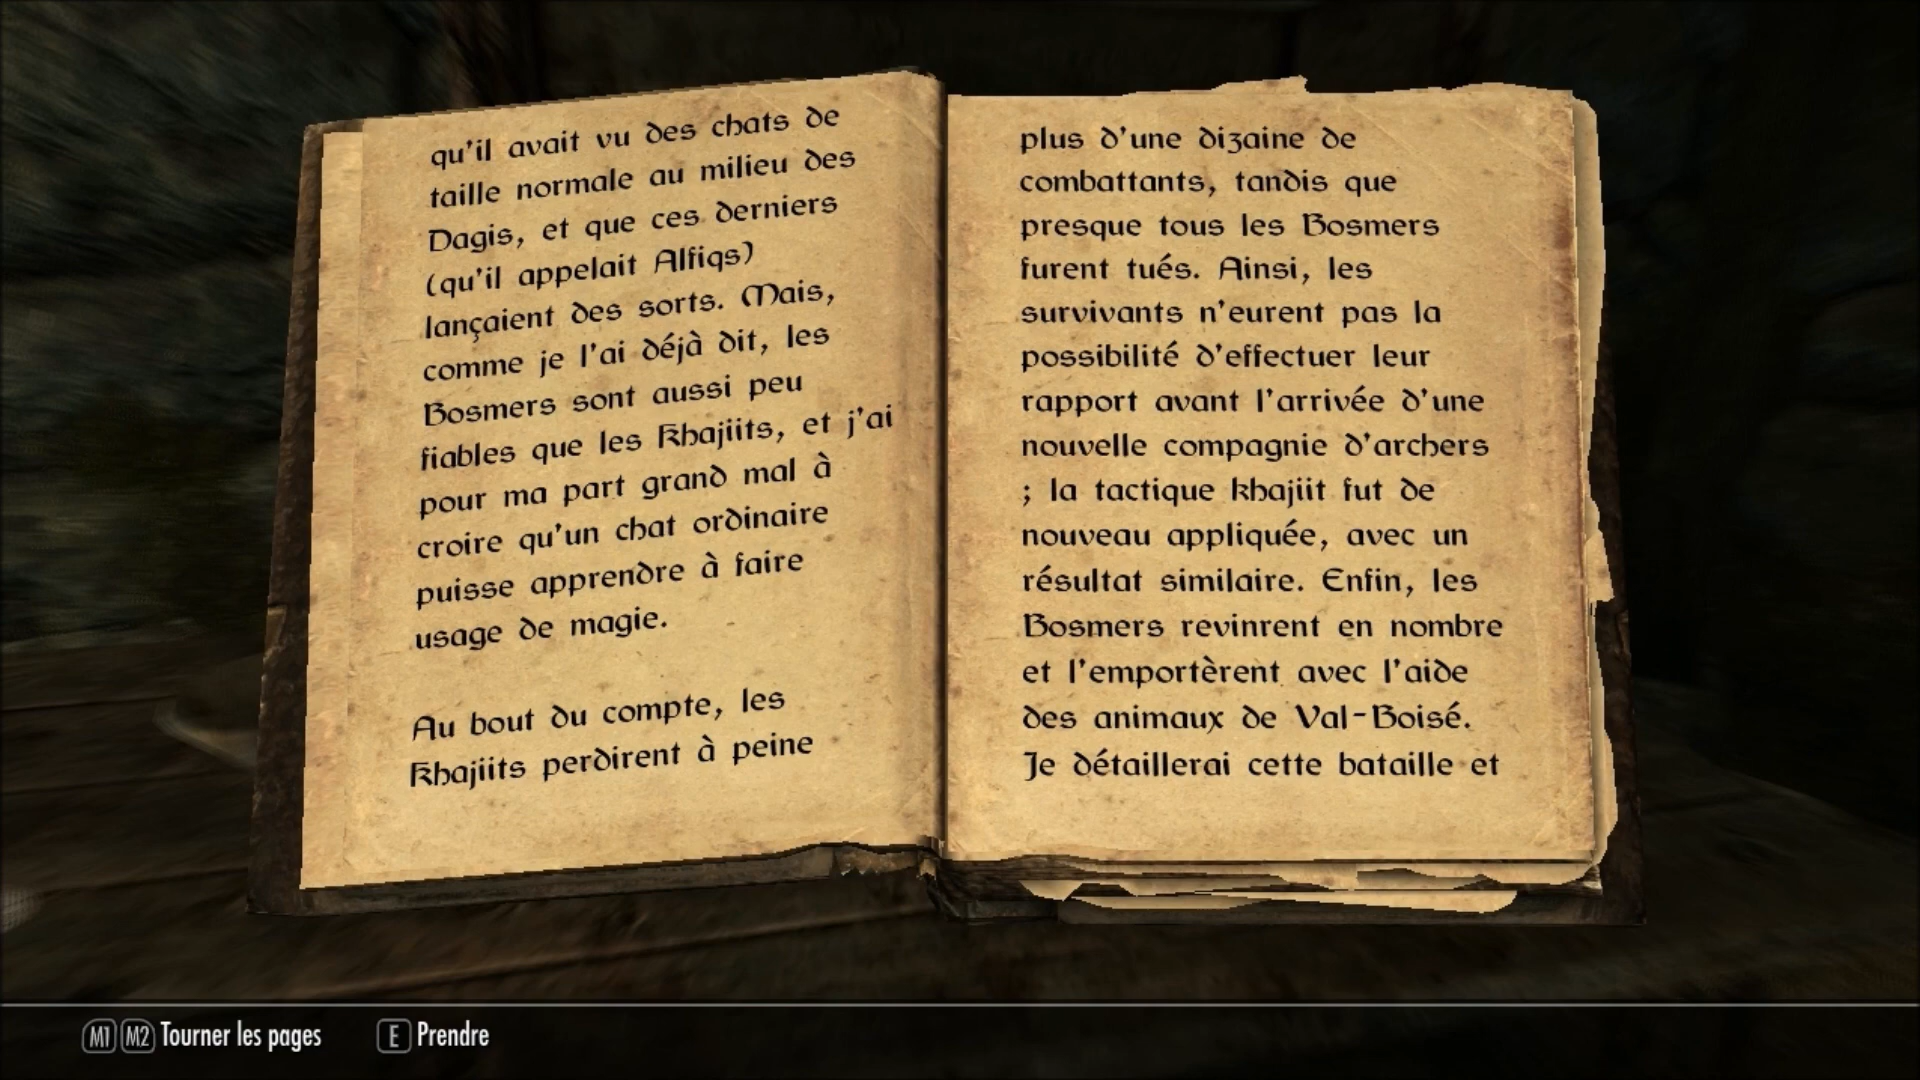 qu'il avait vu des chats de
taille normale au milieu des
Dagis, et que ces derniers
(qu'il appelait Alfiqs)
lançaient des sorts. Mais,
comme je l'ai déjà dit, les
Bosmers sont aussi peu
fiables que les Khajiits, et j'ai
pour ma part grand mal à
croire qu'un chat ordinaire
puisse apprendre à faire
usage de magie.
Au bout du compte, les
Khajiits perdirent à peine
plus d'une dizaine de
combattants, tandis que
presque tous les Bosmers
furent tués. Ainsi, les
survivants n'eurent pas la
possibilité d'effectuer leur
rapport avant l'arrivée d'une
nouvelle compagnie d'archers
; la tactique khajiit fut de
nouveau appliquée, avec un
résultat similaire. Enfin, les
Bosmers revinrent en nombre
et l'emportèrent avec l'aide
des animaux de Val-Boisé.
Je détaillerai cette bataille et
M1 M2 Tourner les pages E Prendre